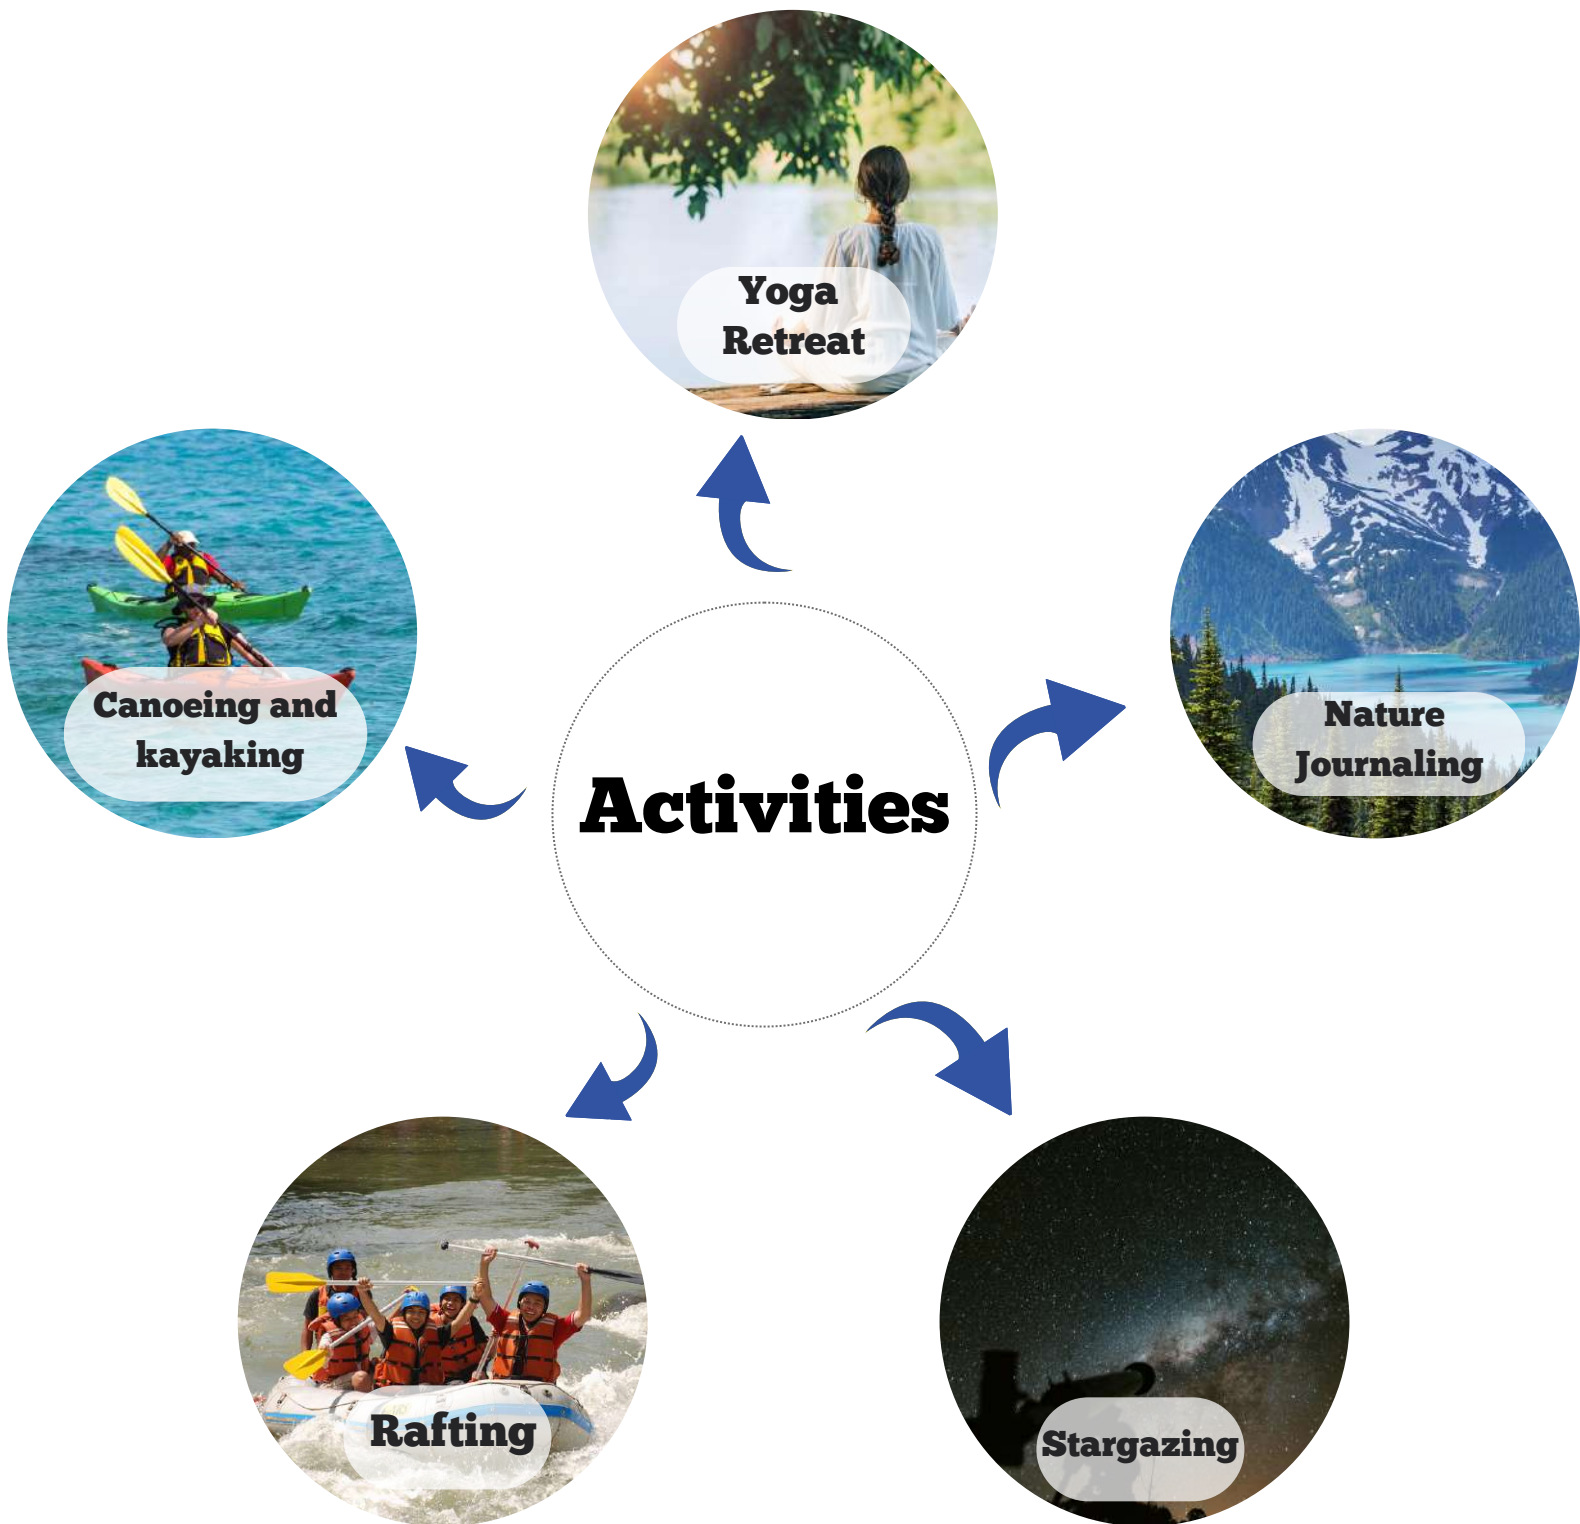 Yoga
Retreat
Canoeing and
kayaking
Nature
Journaling
Activities
Rafting
Stargazing